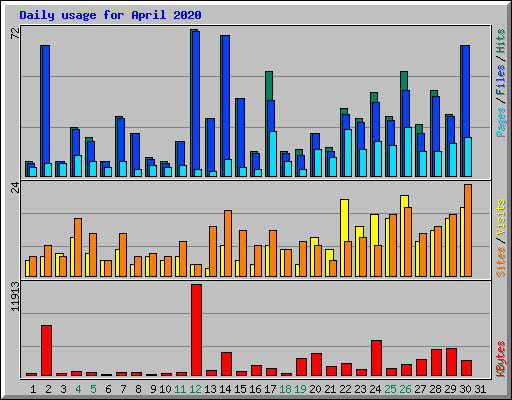 Daily usage for April 2020
72
Pages / Files / Hits
24
Sites / Visits
11913
KBytes
1 2 3 4 5 6 7 8 9 10 11 12 13 14 15 16 17 18 19 20 21 22 23 24 25 26 27 28 29 30 31